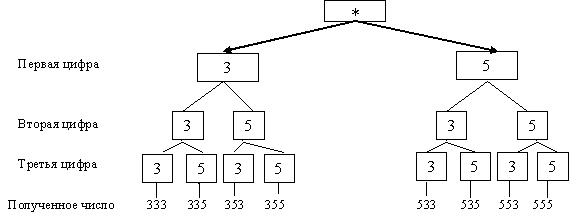 *
Первая цифра 3 5
Вторая цифра 3 5 3 5
Третья цифра 3 5 3 5 3 5 3 5
Полученное число 333 335 353 355 533 535 553 555